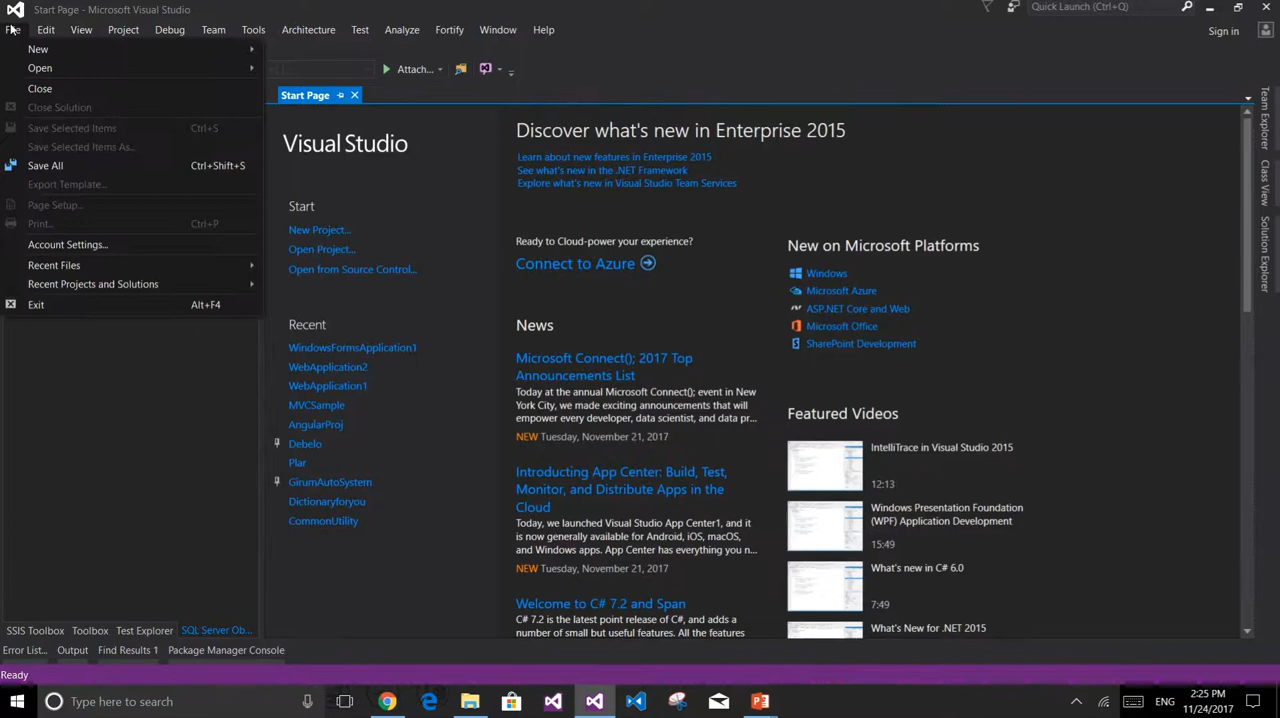 Start Page - Microsoft Visual Studio
Quick Launch (Ctrl+Q)
File Edit View Project Debug Team Tools Architecture Test Analyze Fortify Window Help
Sign in
New
Open
Close
Close Solution
Save Selected Items Ctrl+S
Save Selected Items As...
Save All Ctrl+Shift+S
Export Template...
Page Setup...
Print... Ctrl+P
Account Settings...
Recent Files
Recent Projects and Solutions
Exit Alt+F4
Attach...
Start Page
Visual Studio
Start
New Project...
Open Project...
Open from Source Control...
Recent
WindowsFormsApplication1
WebApplication2
WebApplication1
MVCSample
AngularProj
Debelo
Plar
GirumAutoSystem
Dictionaryforyou
CommonUtility
Discover what's new in Enterprise 2015
Learn about new features in Enterprise 2015
See what's new in the .NET Framework
Explore what's new in Visual Studio Team Services
Ready to Cloud-power your experience?
Connect to Azure
News
Microsoft Connect(); 2017 Top
Announcements List
Today at the annual Microsoft Connect(); event in New
York City, we made exciting announcements that will
empower every developer, data scientist, and data pr...
NEW Tuesday, November 21, 2017
Introducing App Center: Build, Test,
Monitor, and Distribute Apps in the
Cloud
Today, we launched Visual Studio App Center1, and it
is now generally available for Android, iOS, macOS,
and Windows apps. App Center has everything you n...
NEW Tuesday, November 21, 2017
Welcome to C# 7.2 and Span
C# 7.2 is the latest point release of C#, and adds a
number of small but useful features. All the features
New on Microsoft Platforms
Windows
Microsoft Azure
ASP.NET Core and Web
Microsoft Office
SharePoint Development
Featured Videos
IntelliTrace in Visual Studio 2015
12:13
Windows Presentation Foundation
(WPF) Application Development
15:49
What's new in C# 6.0
7:49
What's New for .NET 2015
Team Explorer
Class View
Solution Explorer
SSIS Toolbox Toolbox Test Explorer SQL Server Ob...
Error List... Output Find Results 1 Package Manager Console
Ready
Type here to search
ENG
2:25 PM
11/24/2017